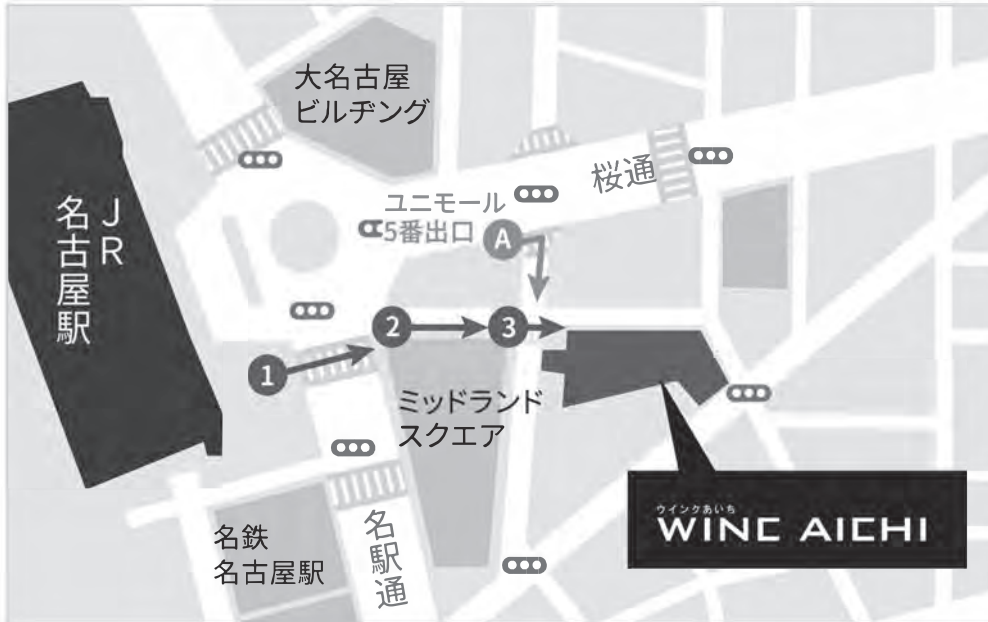 大名古屋
ビルヂング
JR
名古屋駅
桜通
ユニモール
5番出口
A
1
2
3
ミッドランド
スクエア
名鉄
名古屋駅
名駅通
ウインクあいち
WINC AICHI